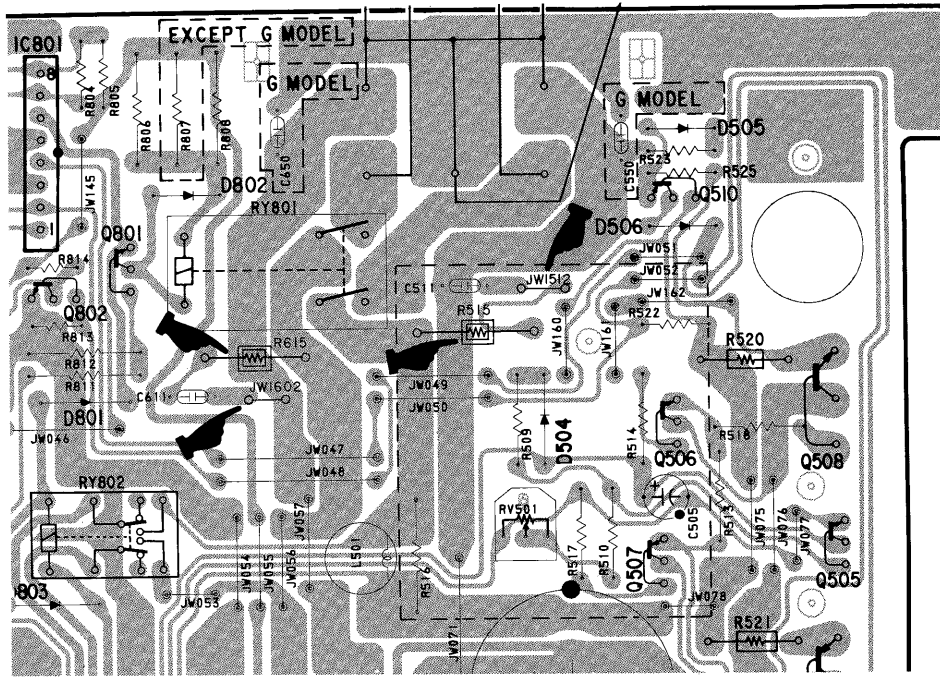 EXCEPT G MODEL
IC801
8
R804
R805
R806
R807
R808
G MODEL
C650
G MODEL
C550
D505
R523
R525
Q510
JW145
D802
RY801
1
Q801
D506
JW051
JW052
JW162
R522
R814
Q802
C511
JW1512
R515
JW160
JW161
R813
R812
R811
R615
R520
C611
JW1602
JW049
JW050
D801
JW046
R509
D504
R514
Q506
R518
Q508
JW047
JW048
RY802
RV501
C505
R513
JW075
JW076
JW077
JW057
L501
R516
R517
R510
Q507
Q505
D803
JW053
JW054
JW055
JW056
JW078
JW071
R521